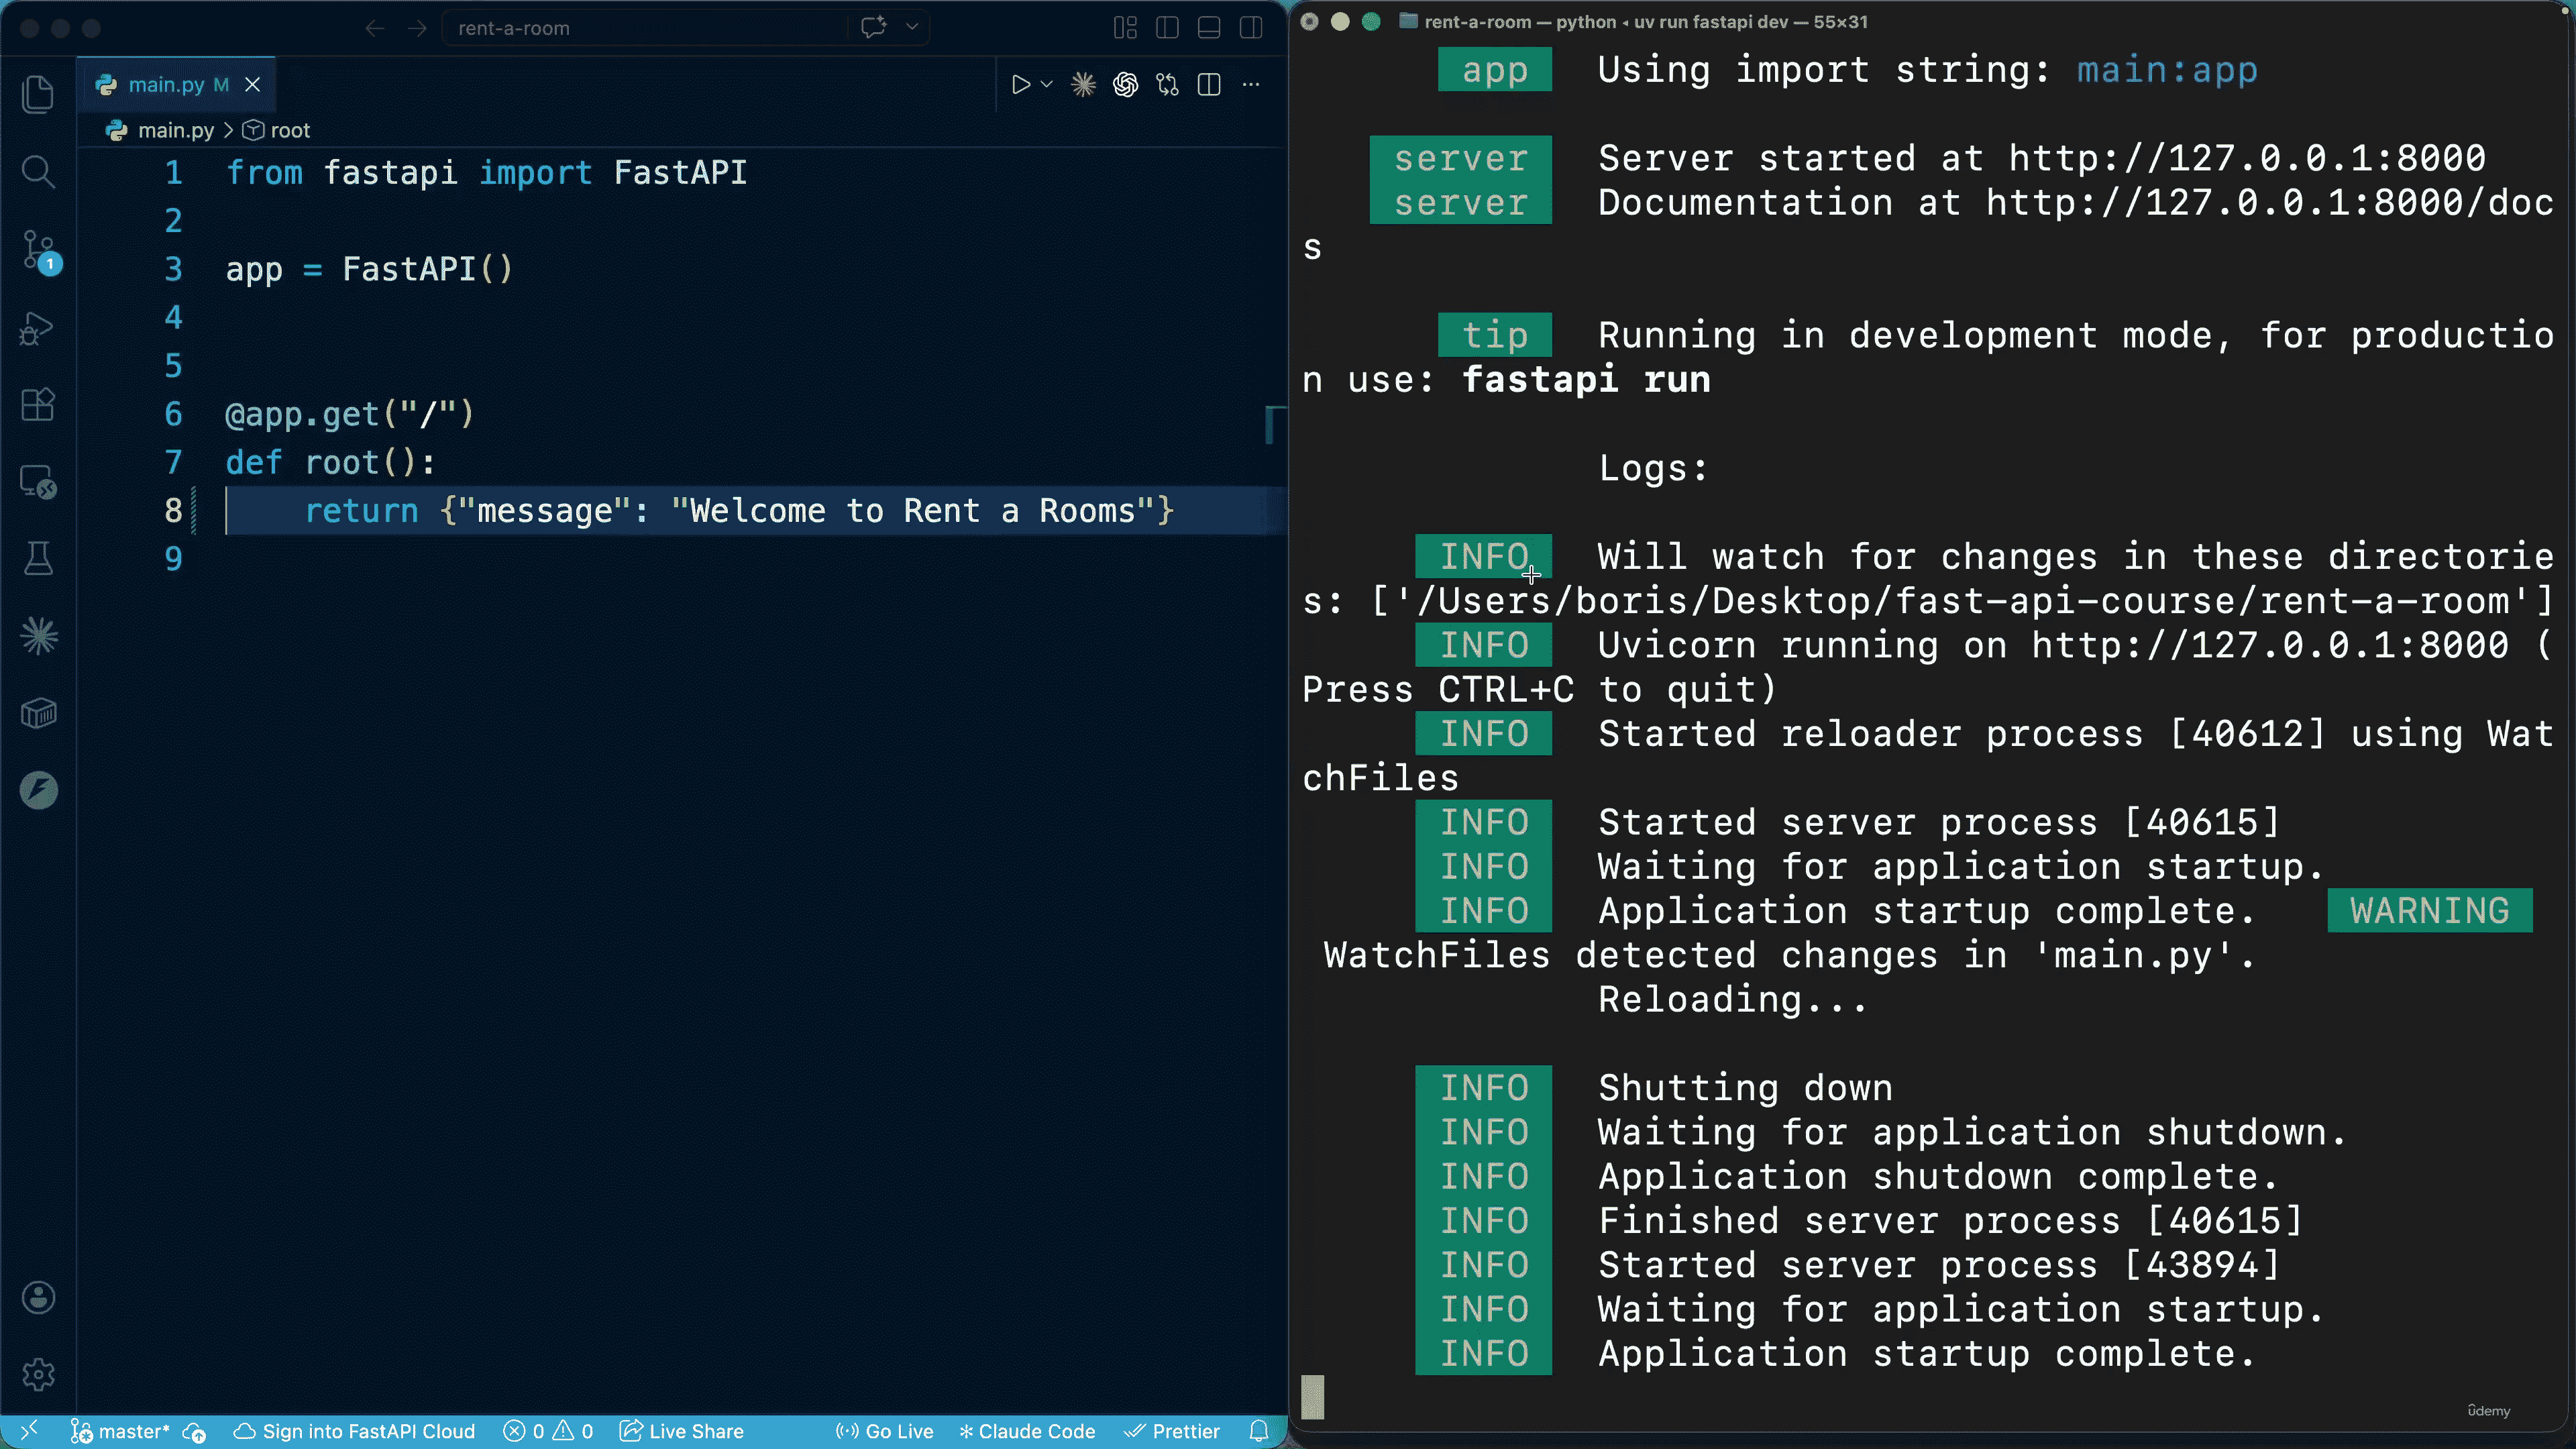 rent-a-room
main.py M
main.py > root
1 from fastapi import FastAPI
2
3 app = FastAPI()
4
5
6 @app.get("/")
7 def root():
8 return {"message": "Welcome to Rent a Rooms"}
9
1
master*
Sign into FastAPI Cloud
0
0
Live Share
Go Live
Claude Code
Prettier
rent-a-room — python ◂ uv run fastapi dev — 55×31
app Using import string: main:app
server Server started at http://127.0.0.1:8000
server Documentation at http://127.0.0.1:8000/doc
s
tip Running in development mode, for productio
n use: fastapi run
Logs:
INFO Will watch for changes in these directorie
s: ['/Users/boris/Desktop/fast-api-course/rent-a-room']
INFO Uvicorn running on http://127.0.0.1:8000 (
Press CTRL+C to quit)
INFO Started reloader process [40612] using Wat
chFiles
INFO Started server process [40615]
INFO Waiting for application startup.
INFO Application startup complete. WARNING
WatchFiles detected changes in 'main.py'.
Reloading...
INFO Shutting down
INFO Waiting for application shutdown.
INFO Application shutdown complete.
INFO Finished server process [40615]
INFO Started server process [43894]
INFO Waiting for application startup.
INFO Application startup complete.
ûdemy